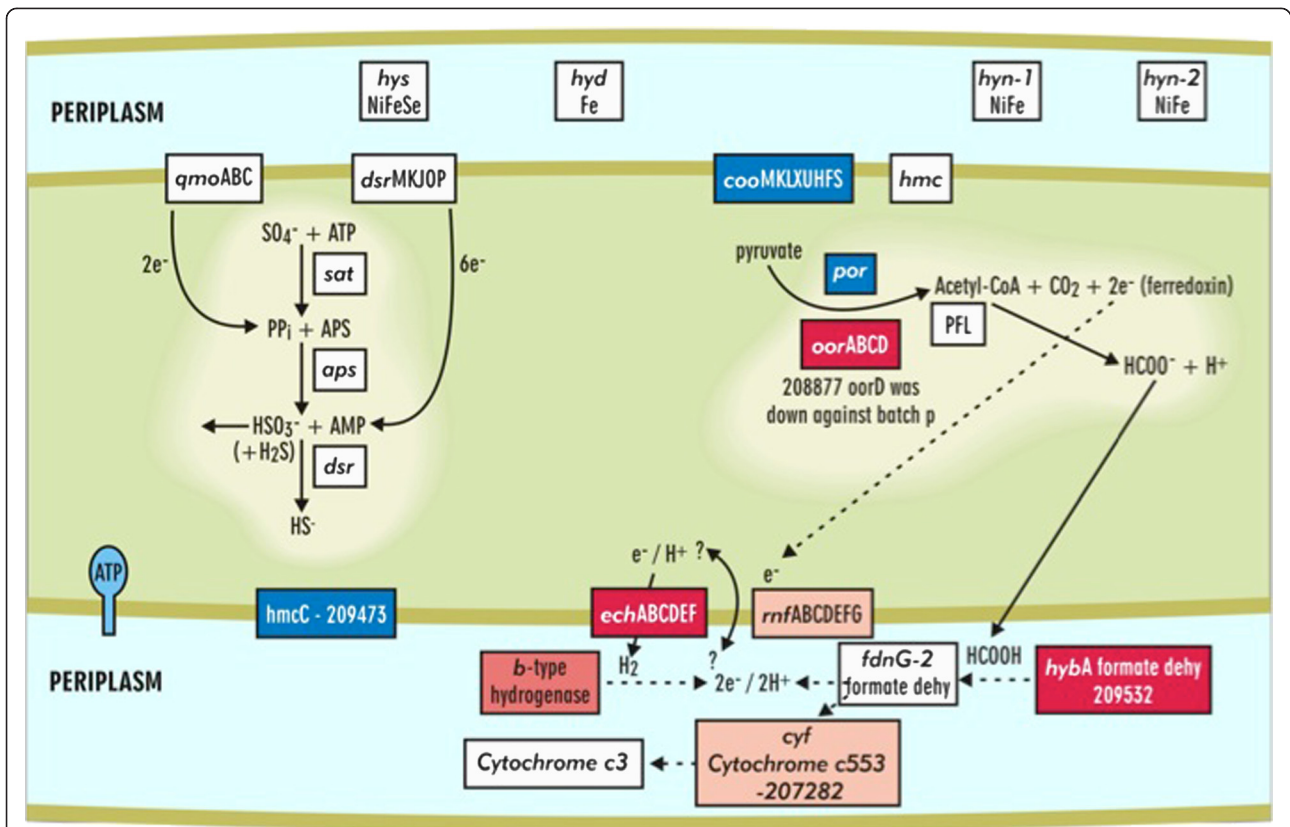 hys
NiFeSe
hyd
Fe
hyn-1
NiFe
hyn-2
NiFe
PERIPLASM
qmoABC
dsrMKJOP
cooMKLXUHFS
hmc
SO₄⁻ + ATP
2e⁻
sat
6e⁻
PPi + APS
aps
HSO₃⁻ + AMP
(+H₂S)
dsr
HS⁻
pyruvate
por
Acetyl-CoA + CO₂ + 2e⁻ (ferredoxin)
oorABCD
PFL
HCOO⁻ + H⁺
208877 oorD was
down against batch p
ATP
hmcC - 209473
e⁻ / H⁺ ?
echABCDEF
e⁻
rnfABCDEFG
PERIPLASM
b-type
hydrogenase
H₂
?
2e⁻ / 2H⁺
fdnG-2
formate dehy
HCOOH
hybA formate dehy
209532
Cytochrome c3
cyf
Cytochrome c553
-207282